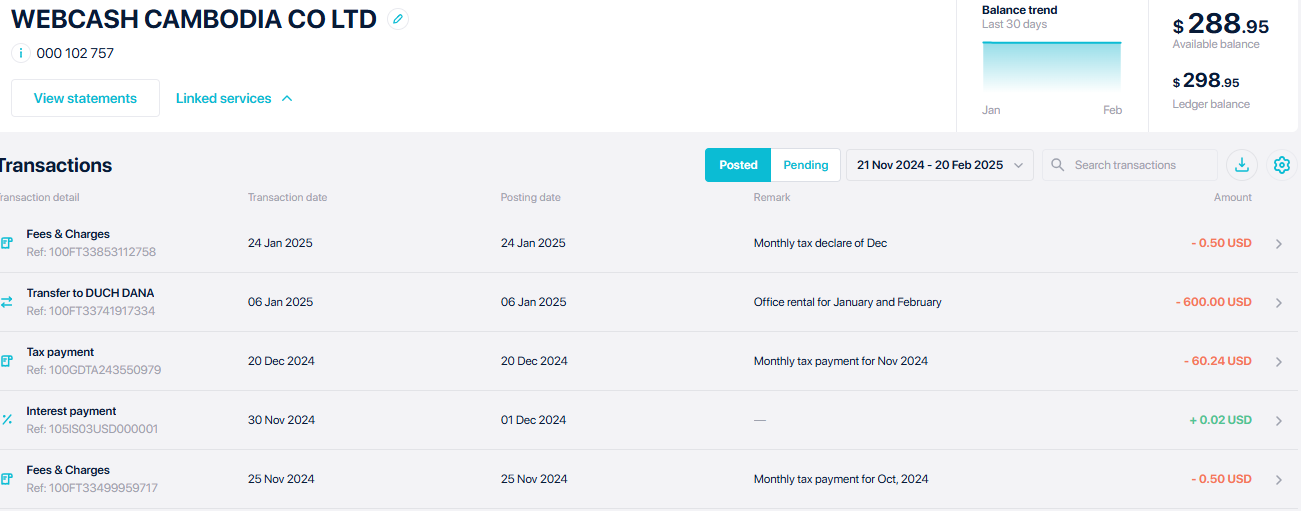 WEBCASH CAMBODIA CO LTD
000 102 757
View statements
Linked services
Balance trend
Last 30 days
Jan
Feb
$ 288.95
Available balance
$ 298.95
Ledger balance
Transactions
Posted
Pending
21 Nov 2024 - 20 Feb 2025
Search transactions
Transaction detail
Transaction date
Posting date
Remark
Amount
Fees & Charges
Ref: 100FT33853112758
24 Jan 2025
24 Jan 2025
Monthly tax declare of Dec
- 0.50 USD
Transfer to DUCH DANA
Ref: 100FT33741917334
06 Jan 2025
06 Jan 2025
Office rental for January and February
- 600.00 USD
Tax payment
Ref: 100GDTA243550979
20 Dec 2024
20 Dec 2024
Monthly tax payment for Nov 2024
- 60.24 USD
Interest payment
Ref: 105IS03USD000001
30 Nov 2024
01 Dec 2024
—
+ 0.02 USD
Fees & Charges
Ref: 100FT33499959717
25 Nov 2024
25 Nov 2024
Monthly tax payment for Oct, 2024
- 0.50 USD